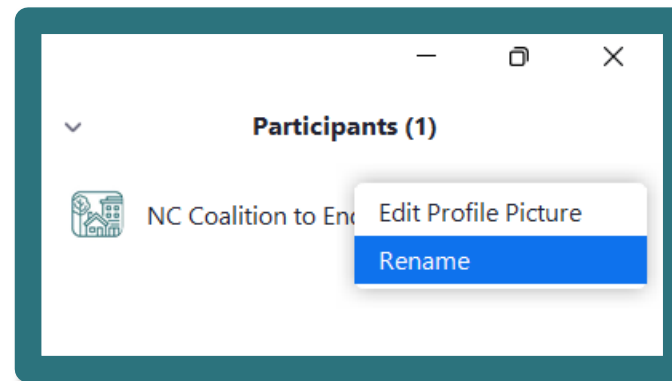 Participants (1)
NC Coalition to End
Edit Profile Picture
Rename